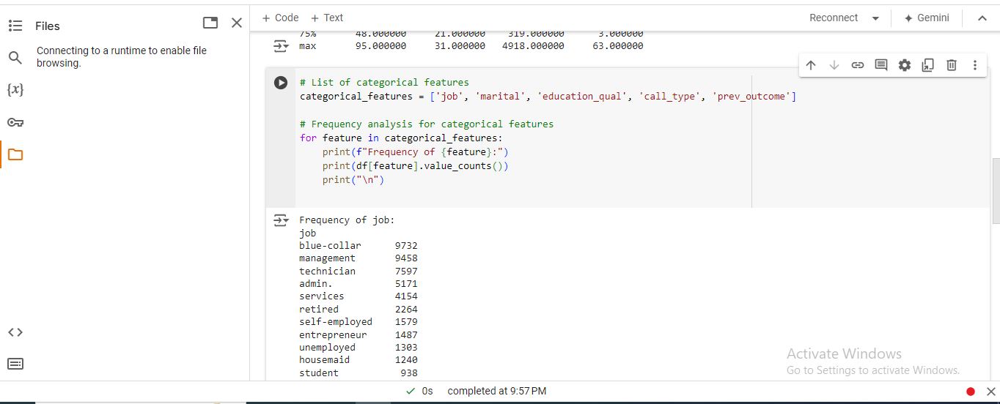 Files
Connecting to a runtime to enable file
browsing.
{x}
+ Code + Text
Reconnect
Gemini
75% 48.000000 21.000000 319.000000 3.000000
max 95.000000 31.000000 4918.000000 63.000000
# List of categorical features
categorical_features = ['job', 'marital', 'education_qual', 'call_type', 'prev_outcome']
# Frequency analysis for categorical features
for feature in categorical_features:
    print(f"Frequency of {feature}:")
    print(df[feature].value_counts())
    print("\n")
Frequency of job:
job
blue-collar 9732
management 9458
technician 7597
admin. 5171
services 4154
retired 2264
self-employed 1579
entrepreneur 1487
unemployed 1303
housemaid 1240
student 938
Activate Windows
Go to Settings to activate Windows.
0s completed at 9:57 PM